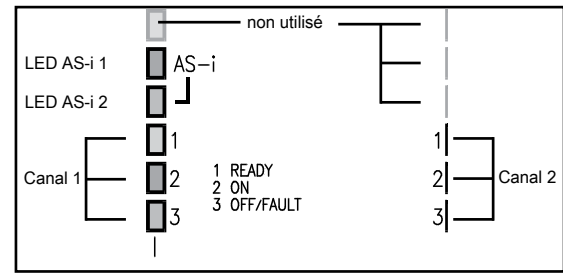 non utilisé
LED AS-i 1
AS-i
LED AS-i 2
1
1
Canal 1
2
1 READY
2 ON
3 OFF/FAULT
2
Canal 2
3
3